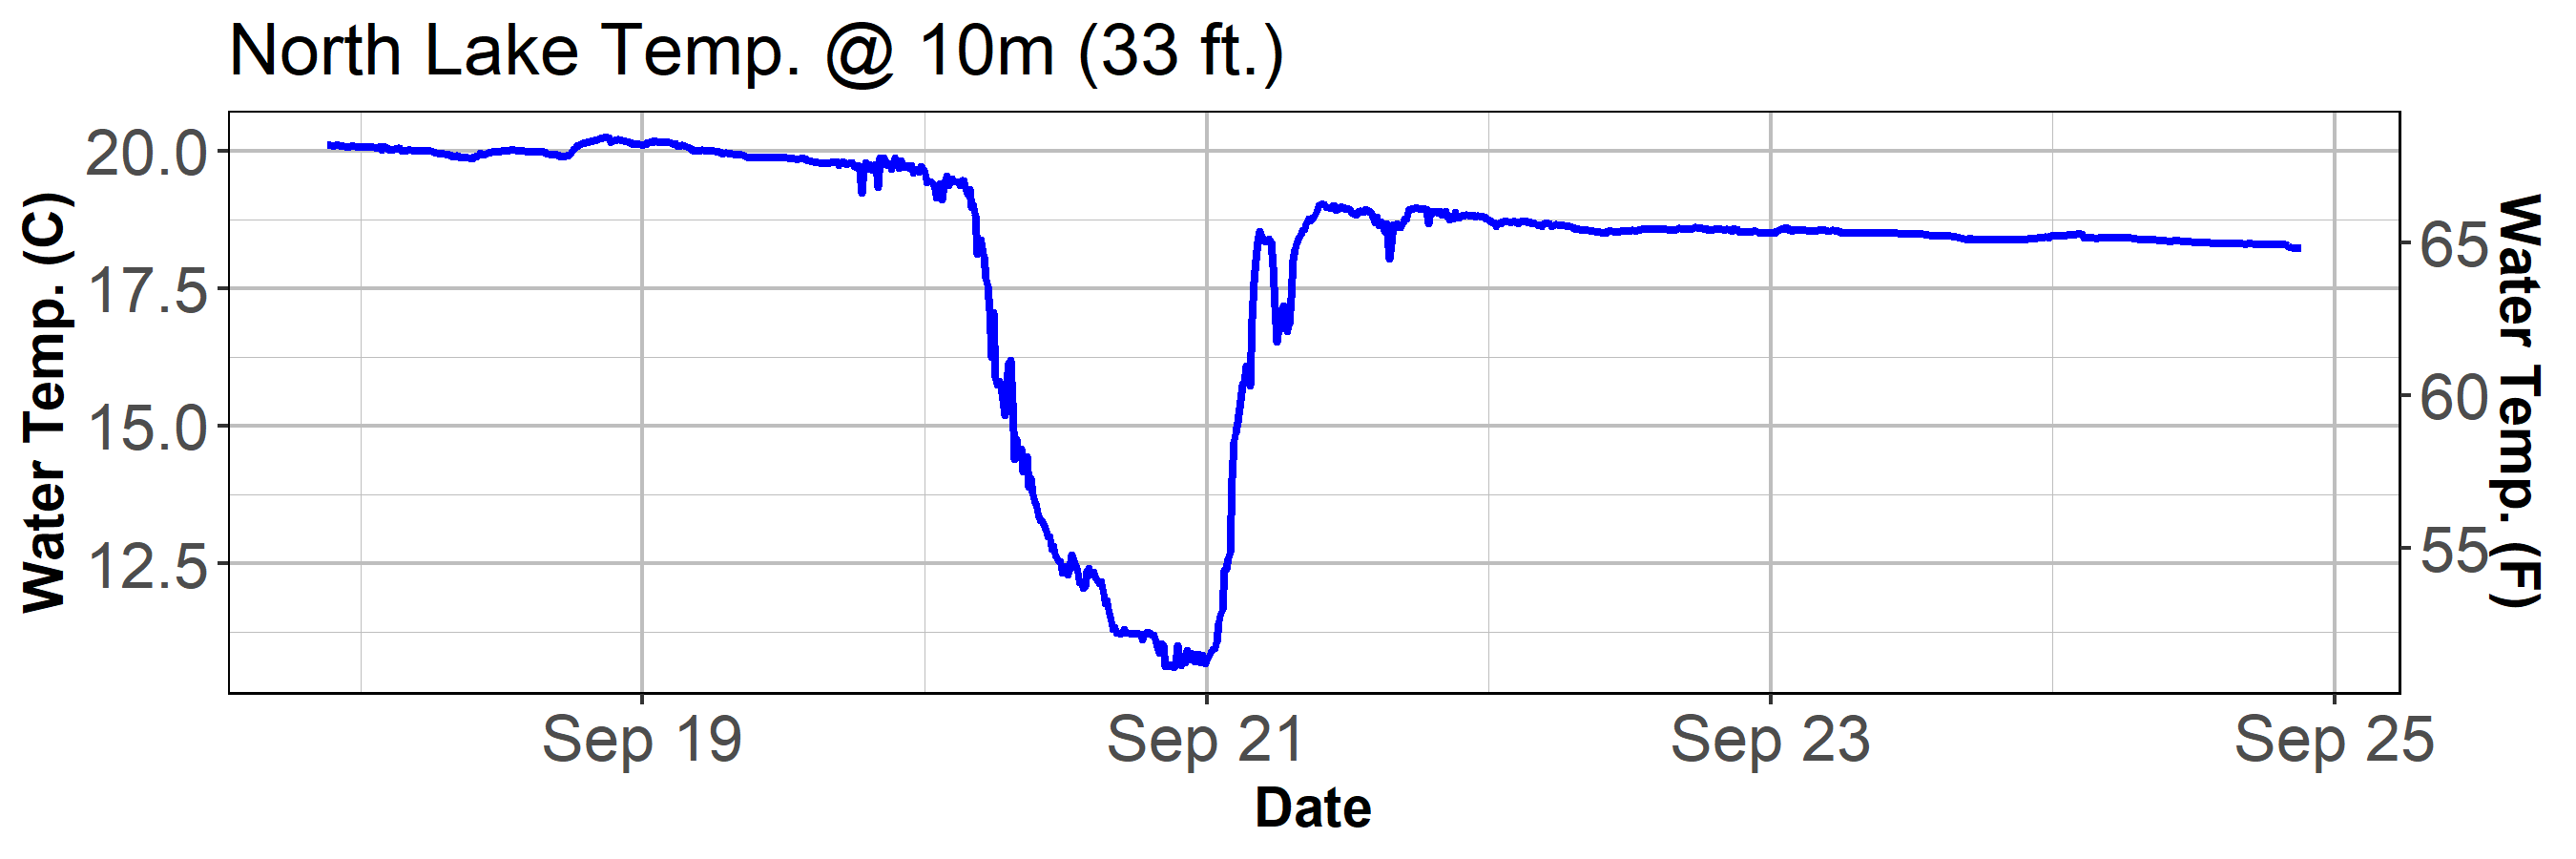 North Lake Temp. @ 10m (33 ft.)
Water Temp. (C)
20.0
17.5
15.0
12.5
65
60
55
Water Temp. (F)
Sep 19 Sep 21 Sep 23 Sep 25
Date